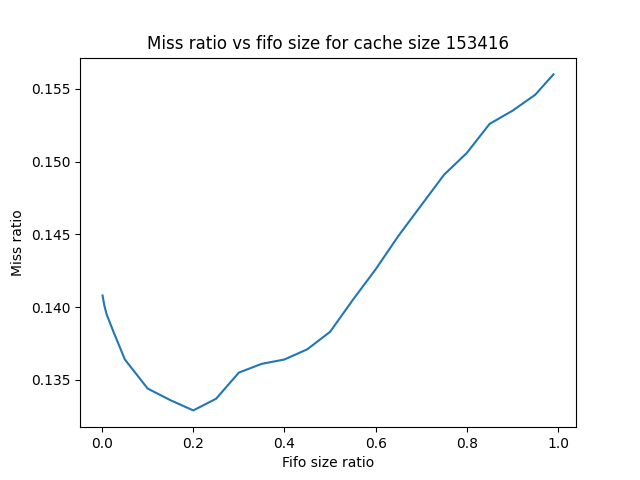 Miss ratio vs fifo size for cache size 153416
0.155
0.150
0.145
0.140
0.135
Miss ratio
0.0 0.2 0.4 0.6 0.8 1.0
Fifo size ratio